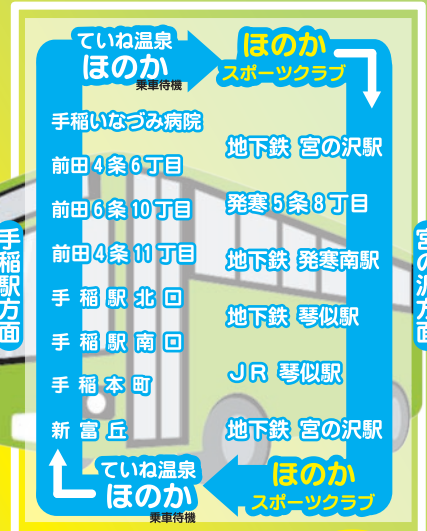 ていね温泉
ほのか
乗車待機
ほのか
スポーツクラブ
手稲いなづみ病院
前田4条6丁目
前田6条10丁目
前田4条11丁目
手稲駅北口
手稲駅南口
手稲本町
新富丘
地下鉄 宮の沢駅
発寒5条8丁目
地下鉄 発寒南駅
地下鉄 琴似駅
JR 琴似駅
地下鉄 宮の沢駅
手稲駅方面
宮の沢方面
ていね温泉
ほのか
乗車待機
ほのか
スポーツクラブ